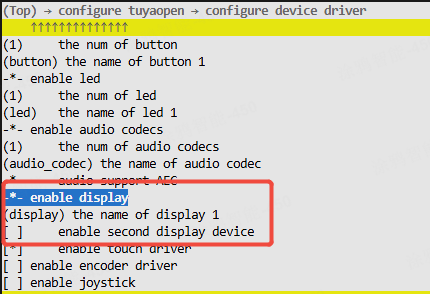 (Top) → configure tuyaopen → configure device driver
↑↑↑↑↑↑↑↑↑↑↑↑↑↑
(1) the num of button
(button) the name of button 1
-*- enable led
(1) the num of led
(led) the name of led 1
-*- enable audio codecs
(1) the num of audio codecs
(audio_codec) the name of audio codec
-*- audio support AEC
-*- enable display
(display) the name of display 1
[ ] enable second display device
[*] enable touch driver
[ ] enable encoder driver
[ ] enable joystick